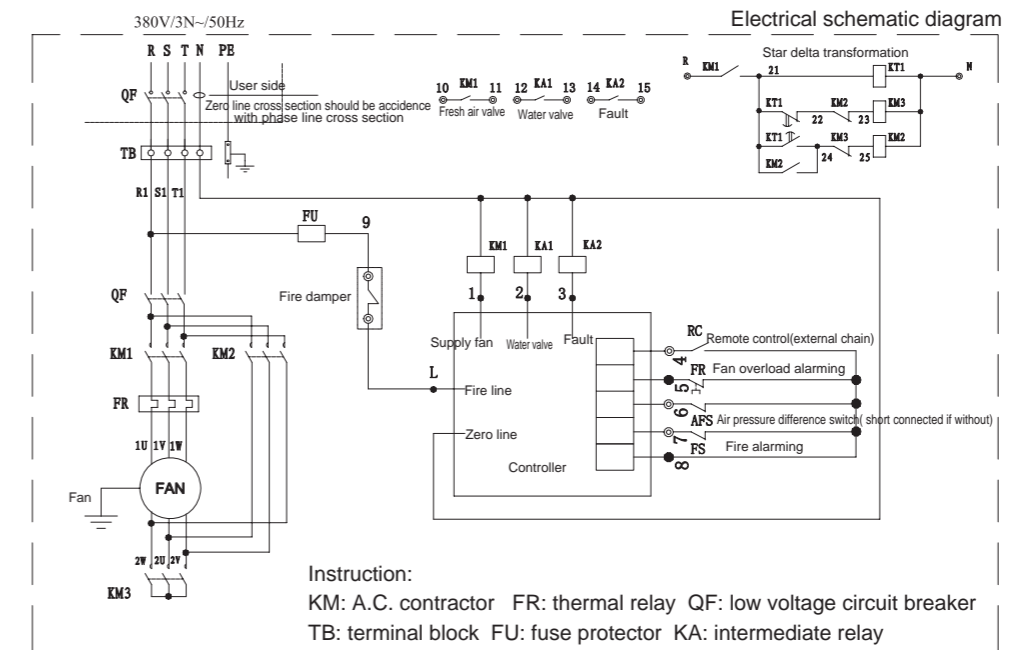 Electrical schematic diagram
380V/3N~/50Hz
R S T N PE
QF
User side
Zero line cross section should be accidence
with phase line cross section
TB
R1 S1 T1
10 KM1 11 12 KA1 13 14 KA2 15
Fresh air valve Water valve Fault
Star delta transformation
R KM1 21 KT1 N
KT1 22 KM2 23 KM3
KT1 24 KM3 25 KM2
KM2
FU 9
Fire damper
KM1 KA1 KA2
1 2 3
Supply fan Water valve Fault
L Fire line
Zero line
Controller
4 RC Remote control(external chain)
5 FR Fan overload alarming
6
AFS Air pressure difference switch( short connected if without)
7
FS Fire alarming
8
QF
KM1 KM2
FR
1U 1V 1W
Fan FAN
2W 2U 2V
KM3
Instruction:
KM: A.C. contractor FR: thermal relay QF: low voltage circuit breaker
TB: terminal block FU: fuse protector KA: intermediate relay